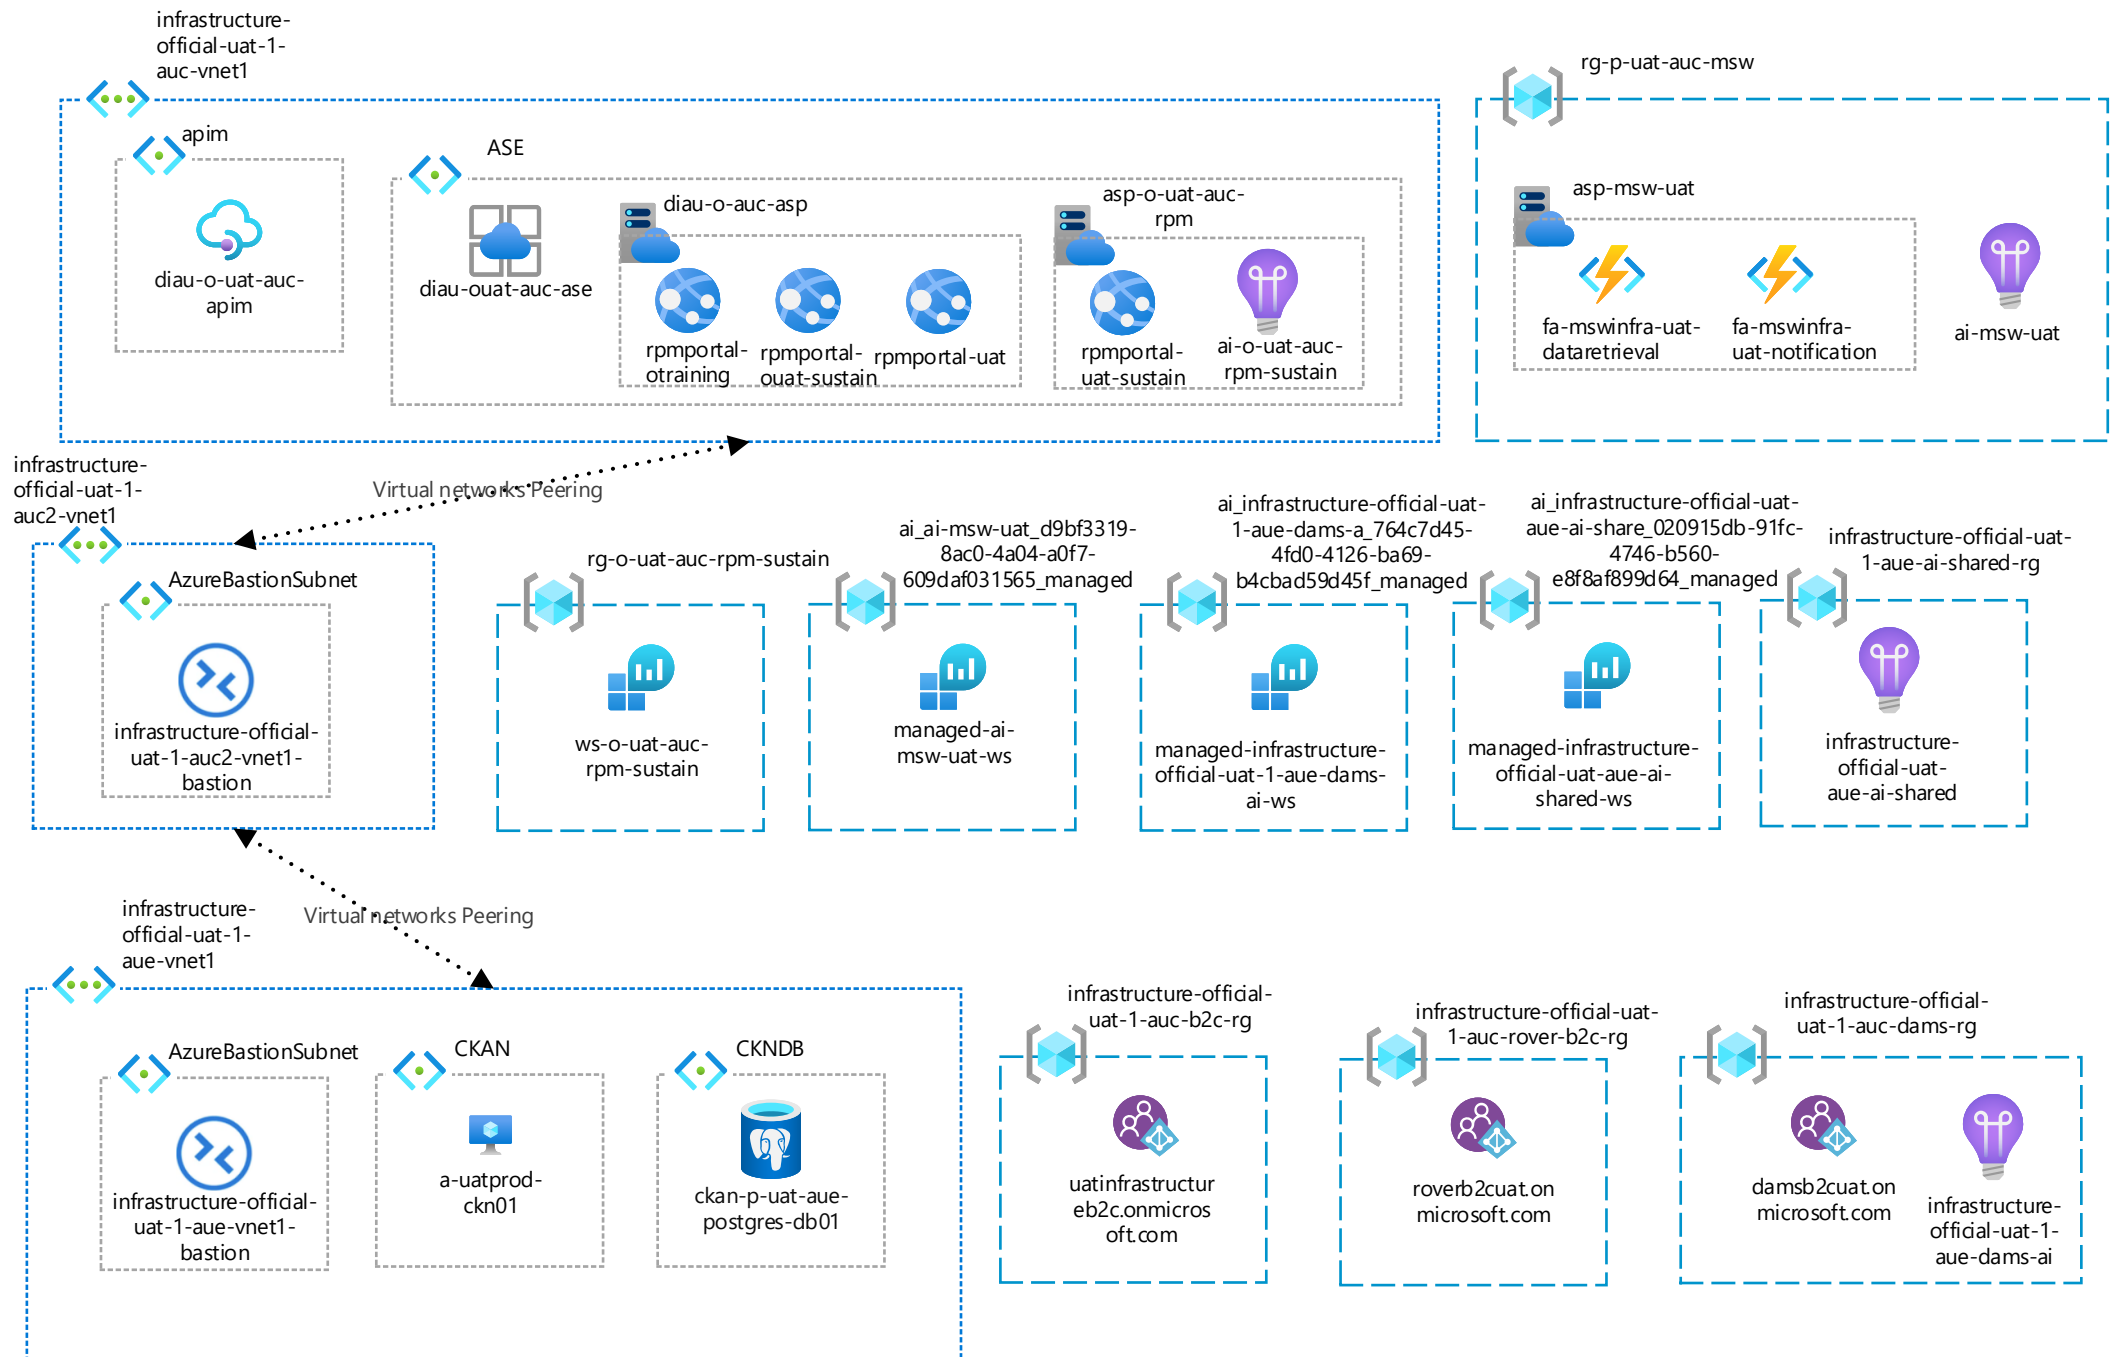 infrastructure-
official-uat-1-
auc-vnet1
rg-p-uat-auc-msw
apim
ASE
diau-o-uat-auc-
apim
diau-ouat-auc-ase
diau-o-auc-asp
rpmportal-
otraining
rpmportal-
ouat-sustain
rpmportal-uat
asp-o-uat-auc-
rpm
rpmportal-
uat-sustain
ai-o-uat-auc-
rpm-sustain
asp-msw-uat
fa-mswinfra-uat-
dataretrieval
fa-mswinfra-
uat-notification
ai-msw-uat
infrastructure-
official-uat-1-
auc2-vnet1
Virtual networks Peering
AzureBastionSubnet
infrastructure-official-
uat-1-auc2-vnet1-
bastion
rg-o-uat-auc-rpm-sustain
ws-o-uat-auc-
rpm-sustain
ai_ai-msw-uat_d9bf3319-
8ac0-4a04-a0f7-
609daf031565_managed
managed-ai-
msw-uat-ws
ai_infrastructure-official-uat-
1-aue-dams-a_764c7d45-
4fd0-4126-ba69-
b4cbad59d45f_managed
managed-infrastructure-
official-uat-1-aue-dams-
ai-ws
ai_infrastructure-official-uat-
aue-ai-share_020915db-91fc-
4746-b560-
e8f8af899d64_managed
managed-infrastructure-
official-uat-aue-ai-
shared-ws
infrastructure-official-uat-
1-aue-ai-shared-rg
infrastructure-
official-uat-
aue-ai-shared
Virtual networks Peering
infrastructure-
official-uat-1-
aue-vnet1
AzureBastionSubnet
infrastructure-official-
uat-1-aue-vnet1-
bastion
CKAN
a-uatprod-
ckn01
CKNDB
ckan-p-uat-aue-
postgres-db01
infrastructure-official-
uat-1-auc-b2c-rg
uatinfrastructur
eb2c.onmicros
oft.com
infrastructure-official-uat-
1-auc-rover-b2c-rg
roverb2cuat.on
microsoft.com
infrastructure-official-
uat-1-auc-dams-rg
damsb2cuat.on
microsoft.com
infrastructure-
official-uat-1-
aue-dams-ai